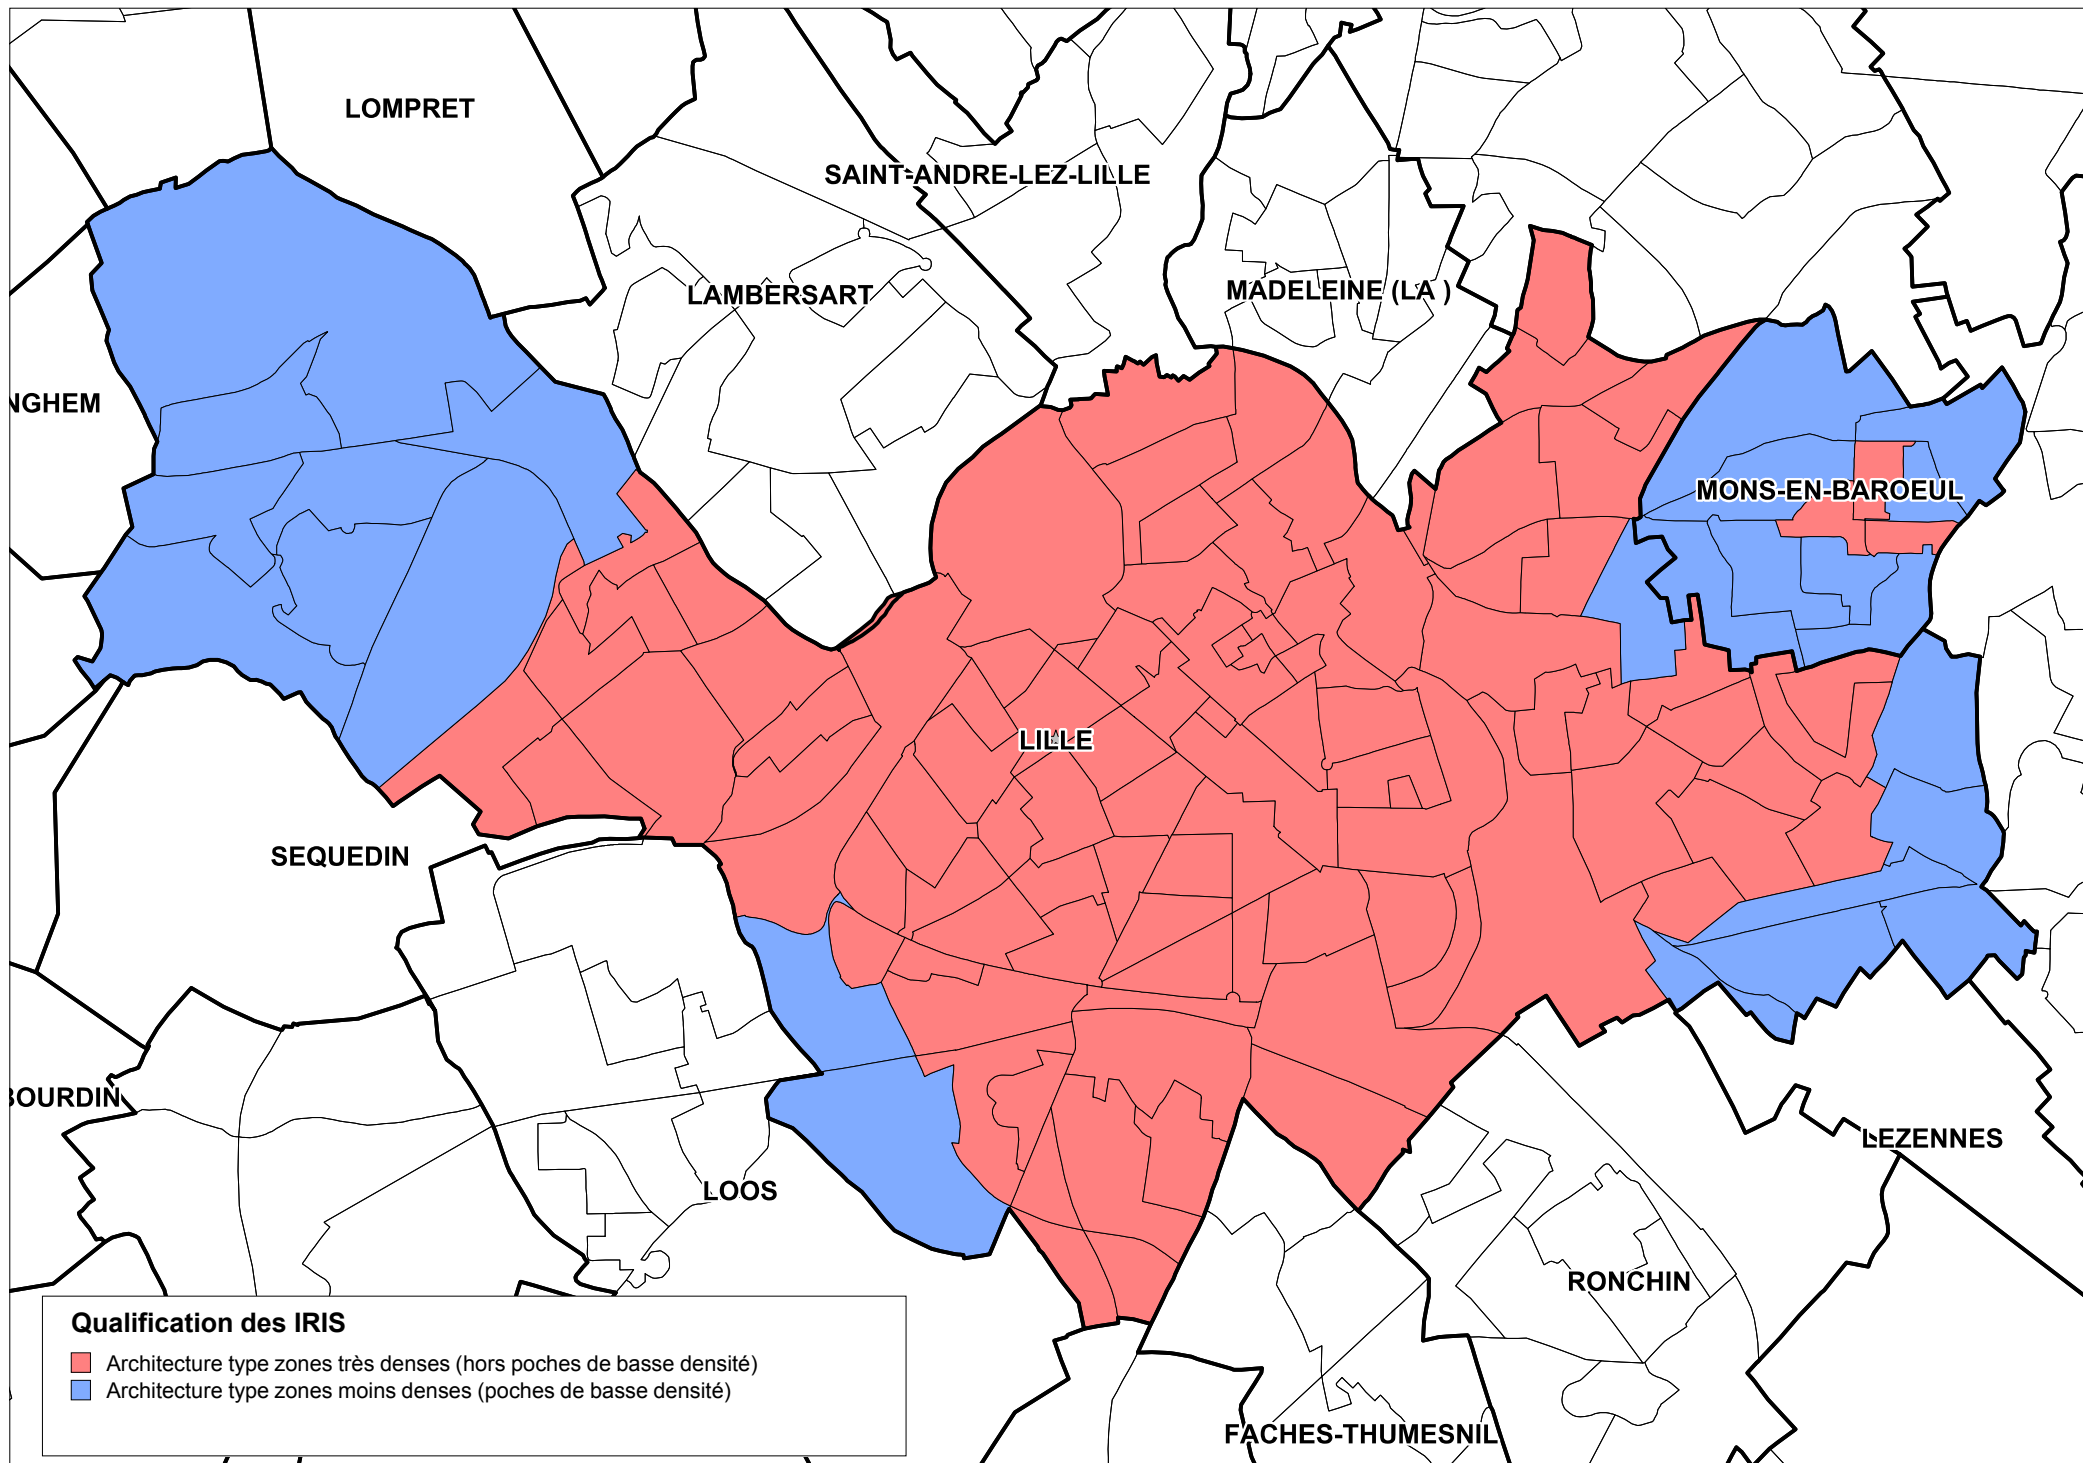 LOMPRET
SAINT-ANDRE-LEZ-LILLE
LAMBERSART
MADELEINE (LA )
NGHEM
MONS-EN-BAROEUL
LILLE
SEQUEDIN
BOURDIN
LEZENNES
LOOS
RONCHIN
Qualification des IRIS
Architecture type zones très denses (hors poches de basse densité)
Architecture type zones moins denses (poches de basse densité)
FACHES-THUMESNIL